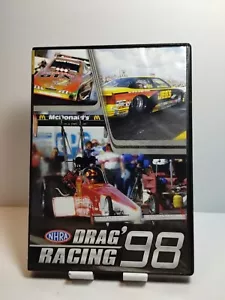 McDonald's
NHRA
DRAG'
RACING '98